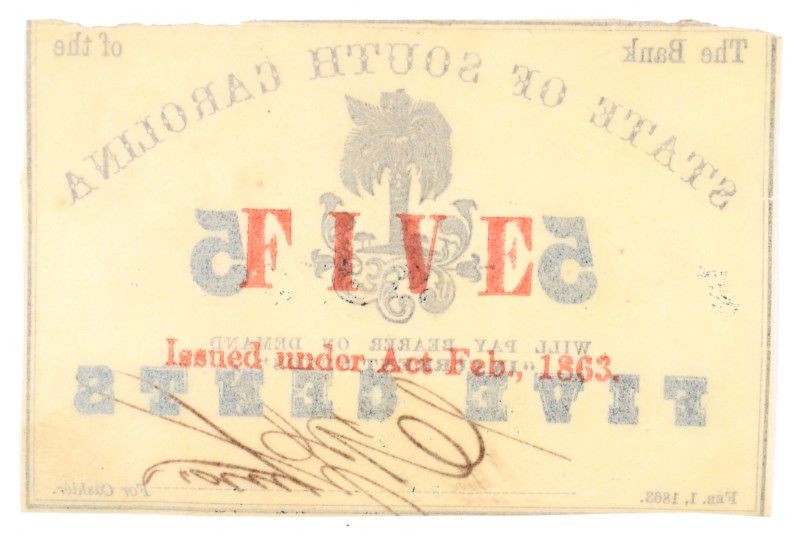 The Bank of the
STATE OF SOUTH CAROLINA
5 FIVE 5
WILL PAY BEARER ON DEMAND
Issued under Act Feb., 1863.
FIVE CENTS
FEB. 1, 1863. For Cashier.